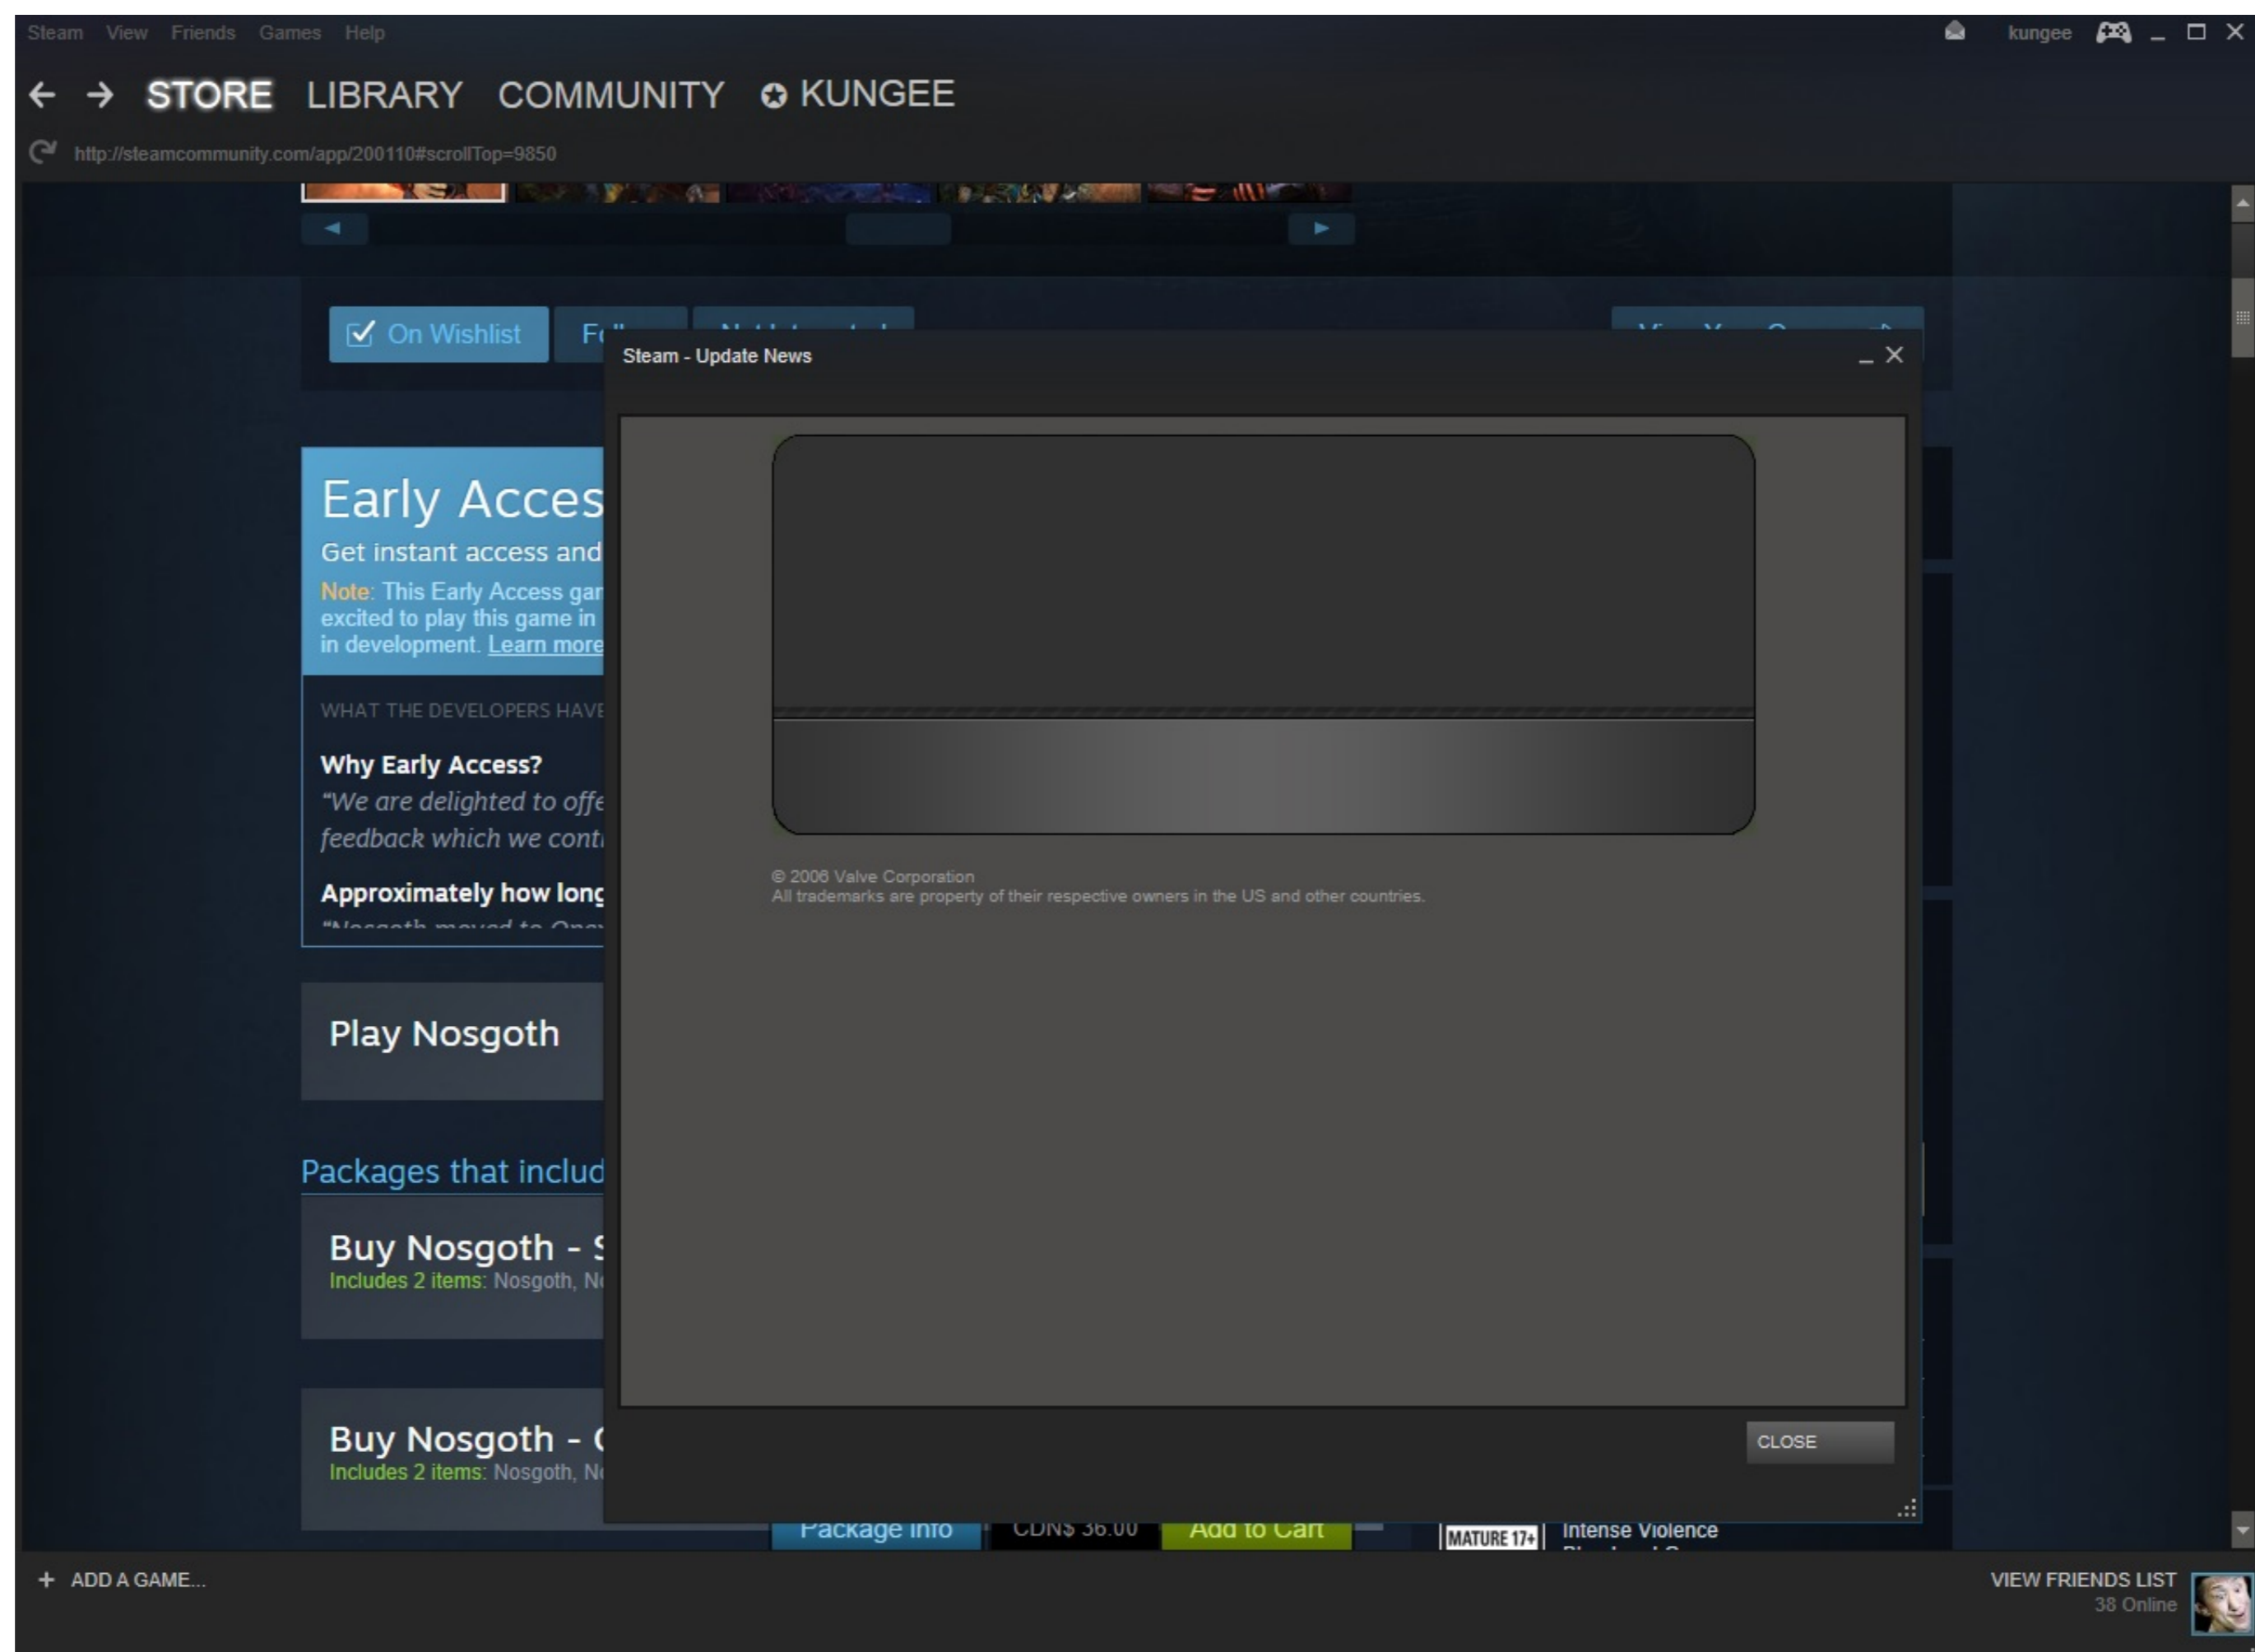 Steam View Friends Games Help
kungee
STORE LIBRARY COMMUNITY KUNGEE
http://steamcommunity.com/app/200110#scrollTop=9850
On Wishlist
Steam - Update News
Early Acces
Get instant access and
Note: This Early Access gar
excited to play this game in
in development. Learn more
WHAT THE DEVELOPERS HAVE
Why Early Access?
“We are delighted to offe
feedback which we conti
Approximately how long
“Nosgoth moved to Open
Play Nosgoth
Packages that includ
Buy Nosgoth - S
Includes 2 items: Nosgoth, No
Buy Nosgoth - 
Includes 2 items: Nosgoth, No
© 2006 Valve Corporation
All trademarks are property of their respective owners in the US and other countries.
CLOSE
Package Info CDN$ 36.00 Add to Cart
MATURE 17+
Intense Violence
+ ADD A GAME...
VIEW FRIENDS LIST
38 Online